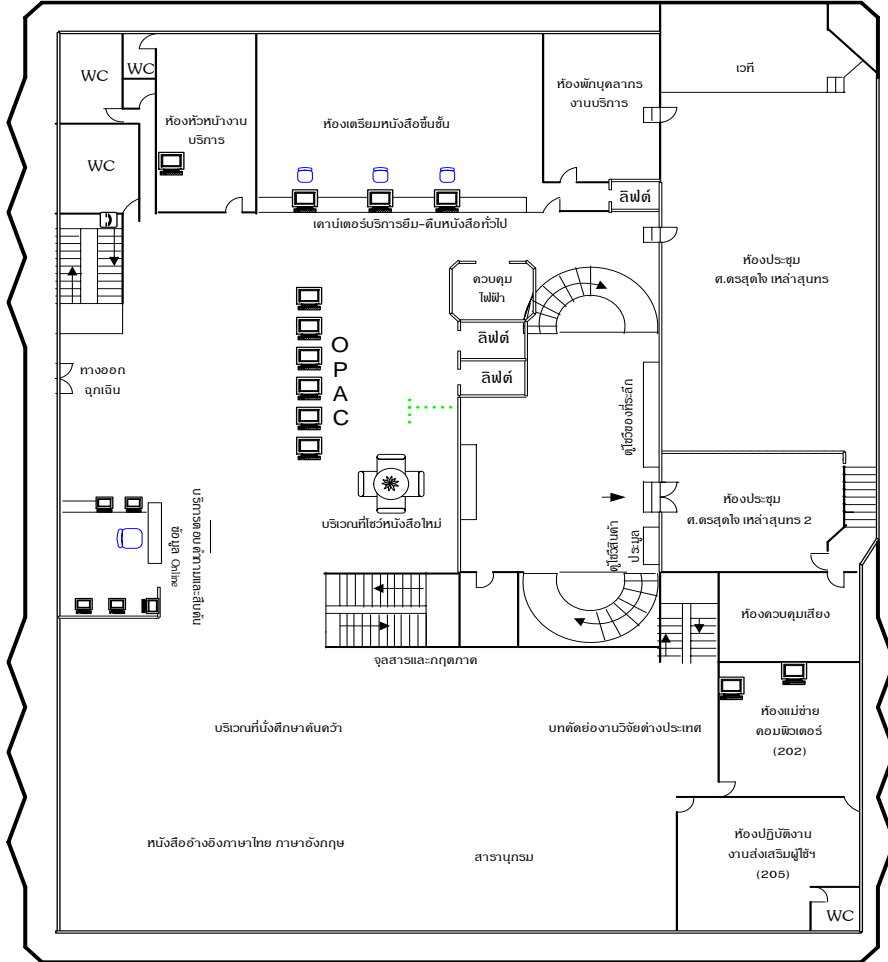 WC
WC
ห้องหัวหน้างาน
บริการ
ห้องเตรียมหนังสือขึ้นชั้น
ห้องพักบุคลากร
งานบริการ
เวที
WC
ลิฟต์
เคาน์เตอร์บริการยืม-คืนหนังสือทั่วไป
ห้องประชุม
ศ.ดรสุดใจ เหล่าสุนทร
ควบคุม
ไฟฟ้า
ลิฟต์
ลิฟต์
O
P
A
C
ทางออก
ฉุกเฉิน
ตู้โชว์ของที่ระลึก
บริเวณที่โชว์หนังสือใหม่
ห้องประชุม
ศ.ดรสุดใจ เหล่าสุนทร 2
ตู้โชว์สินค้า
ประมูล
บริการตอบคำถามและสืบค้น
ข้อมูล Online
ห้องควบคุมเสียง
จุลสารและกฤตภาค
บริเวณที่นั่งศึกษาค้นคว้า
บทคัดย่องานวิจัยต่างประเทศ
ห้องแม่ข่าย
คอมพิวเตอร์
(202)
หนังสืออ้างอิงภาษาไทย ภาษาอังกฤษ
สารานุกรม
ห้องปฏิบัติงาน
งานส่งเสริมผู้ใช้ฯ
(205)
WC